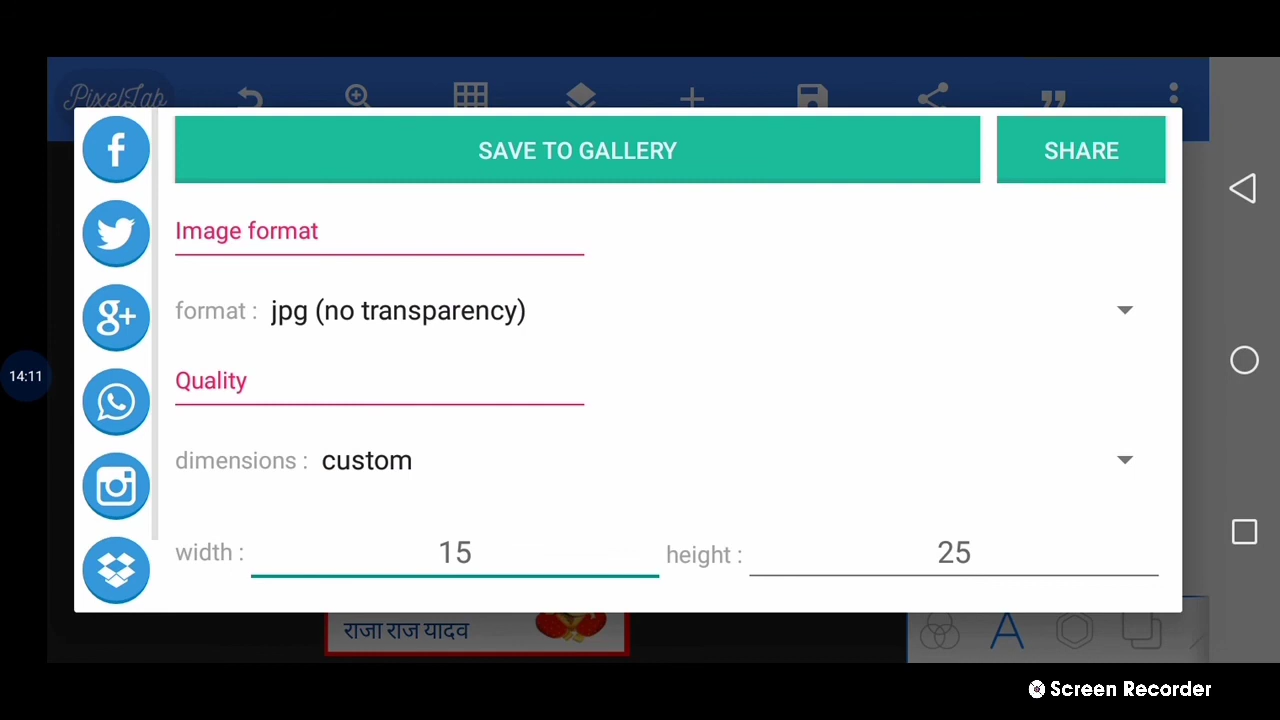 PixelLab
SAVE TO GALLERY
SHARE
Image format
format : jpg (no transparency)
14:11
Quality
dimensions : custom
width : 15 height : 25
राजा राज यादव
Screen Recorder